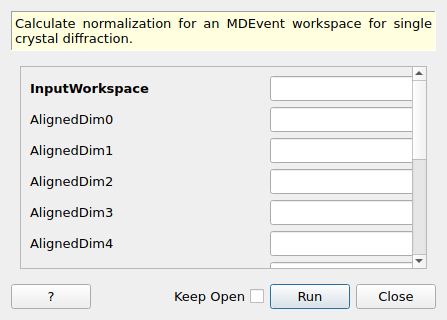 Calculate normalization for an MDEvent workspace for single
crystal diffraction.
InputWorkspace
AlignedDim0
AlignedDim1
AlignedDim2
AlignedDim3
AlignedDim4
? Keep Open Run Close